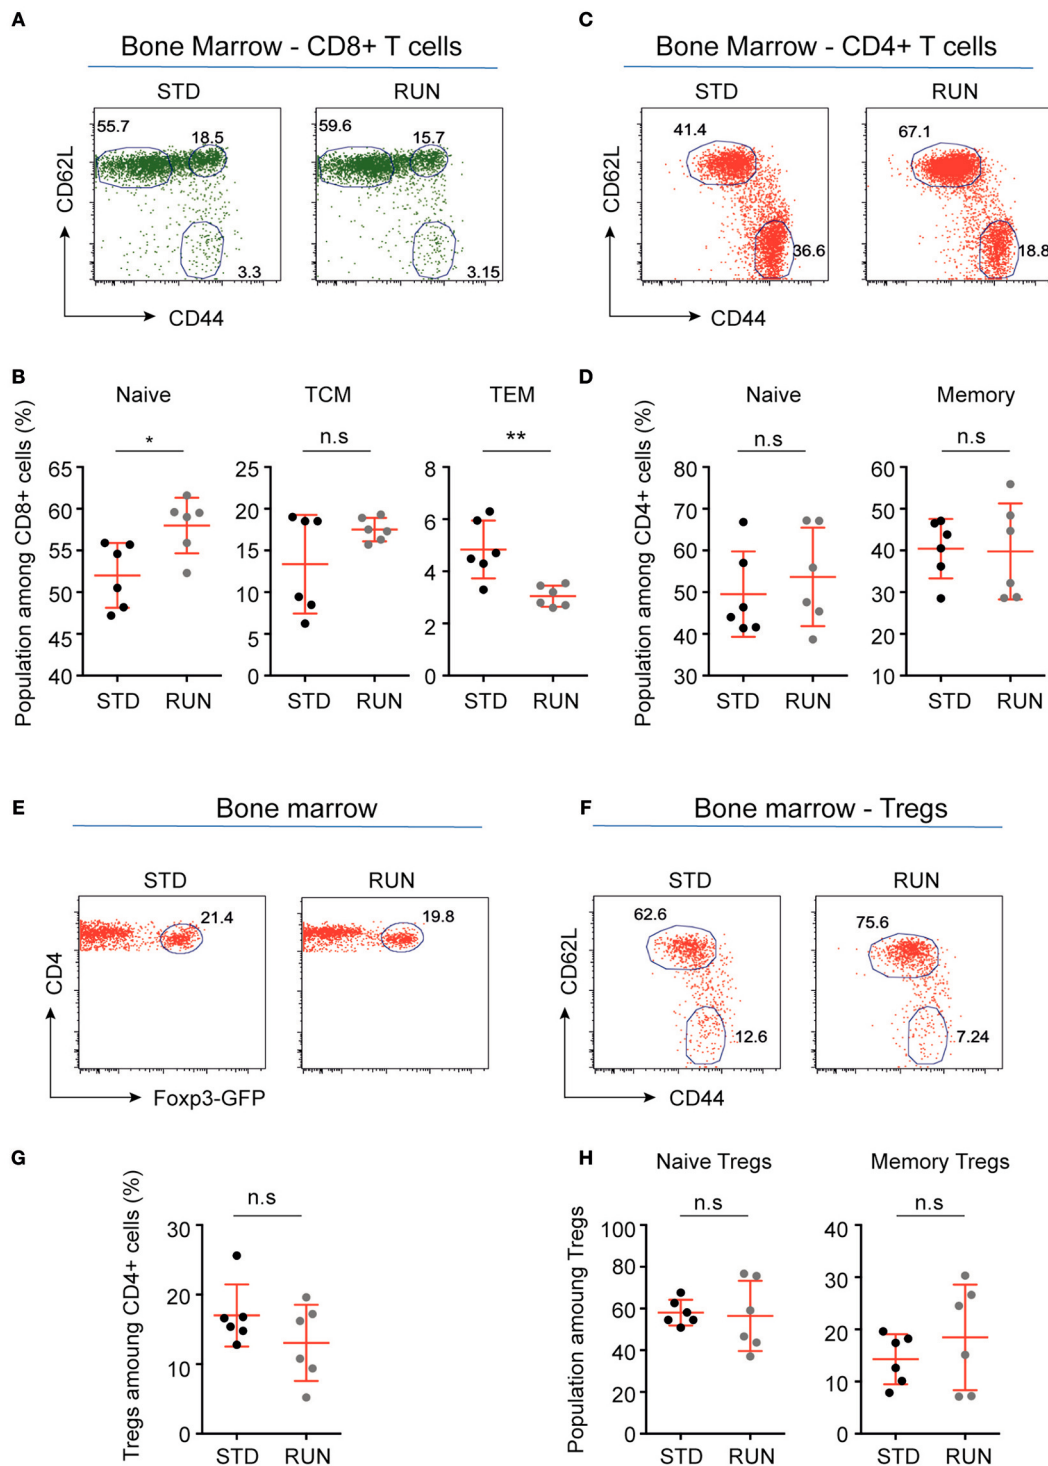 A
Bone Marrow - CD8+ T cells
STD
RUN
CD62L
55.7
18.5
3.3
59.6
15.7
3.15
CD44
C
Bone Marrow - CD4+ T cells
STD
RUN
CD62L
41.4
36.6
67.1
18.8
CD44
B
Population among CD8+ cells (%)
Naive
*
65
60
55
50
45
40
STD RUN
TCM
n.s
25
20
15
10
5
0
STD RUN
TEM
**
8
6
4
2
0
STD RUN
D
Population among CD4+ cells (%)
Naive
n.s
80
70
60
50
40
30
STD RUN
Memory
n.s
60
50
40
30
20
10
STD RUN
E
Bone marrow
STD
RUN
CD4
21.4
19.8
Foxp3-GFP
F
Bone marrow - Tregs
STD
RUN
CD62L
62.6
12.6
75.6
7.24
CD44
G
Tregs amoung CD4+ cells (%)
n.s
30
20
10
0
STD RUN
H
Population amoung Tregs
Naive Tregs
n.s
100
80
60
40
20
0
STD RUN
Memory Tregs
n.s
40
30
20
10
0
STD RUN